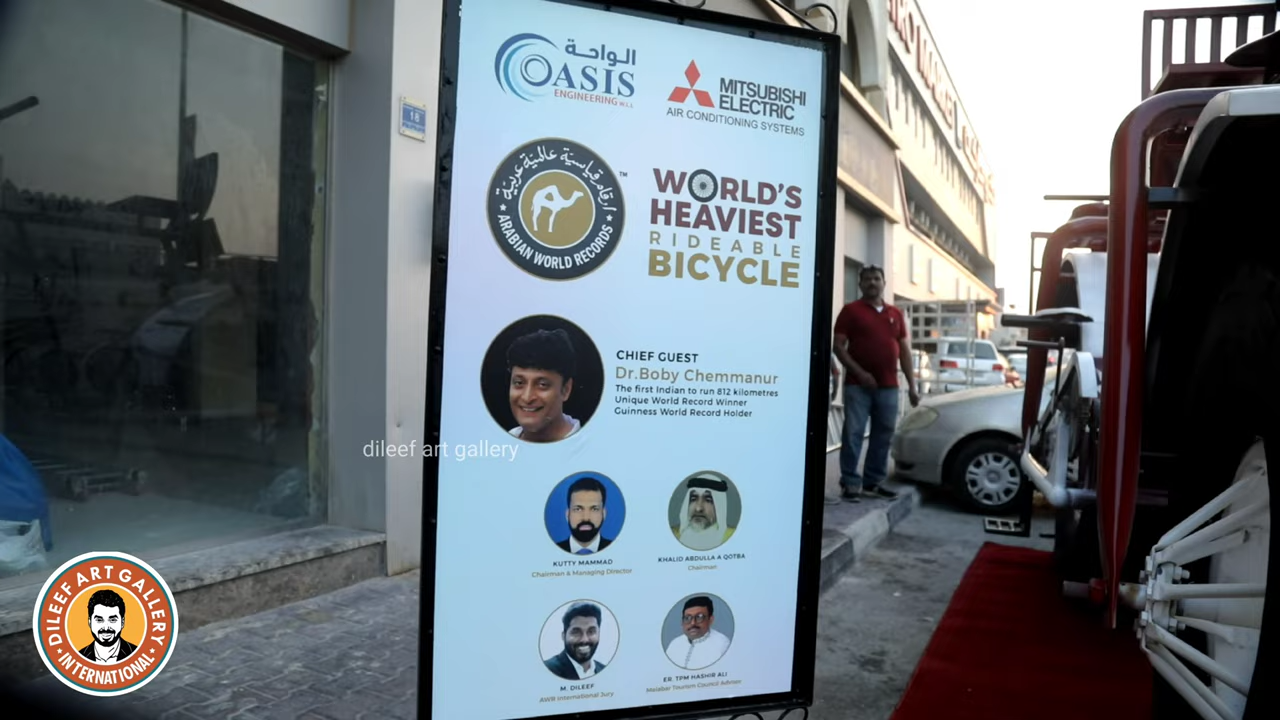 الواحة
OASIS
ENGINEERING W.L.L
MITSUBISHI
ELECTRIC
AIR CONDITIONING SYSTEMS
أرقام قياسية عالمية عربية
ARABIAN WORLD RECORDS
TM
WORLD'S
HEAVIEST
RIDEABLE
BICYCLE
CHIEF GUEST
Dr.Boby Chemmanur
The first Indian to run 812 kilometres
Unique World Record Winner
Guinness World Record Holder
dileef art gallery
KUTTY MAMMAD
Chairman & Managing Director
KHALID ABDULLA A QOTBA
Chairman
M. DILEEF
AWR International Jury
ER. TPM HASHIR ALI
Malabar Tourism Council Advisor
18
DILEEF ART GALLERY
INTERNATIONAL